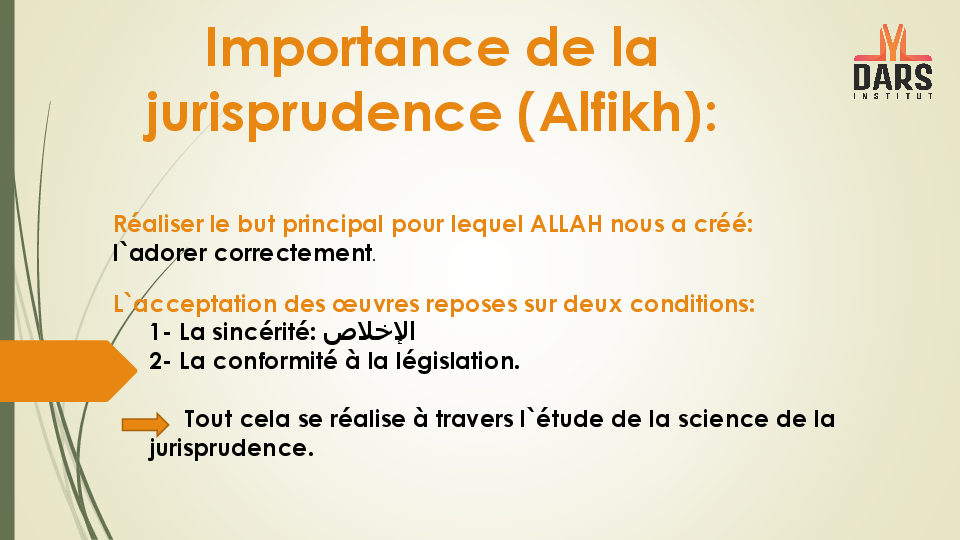 Importance de la
jurisprudence (Alfikh):
DARS
INSTITUT
Réaliser le but principal pour lequel ALLAH nous a créé:
l`adorer correctement.
L`acceptation des œuvres reposes sur deux conditions:
1- La sincérité: الإخلاص
2- La conformité à la législation.
Tout cela se réalise à travers l`étude de la science de la
jurisprudence.